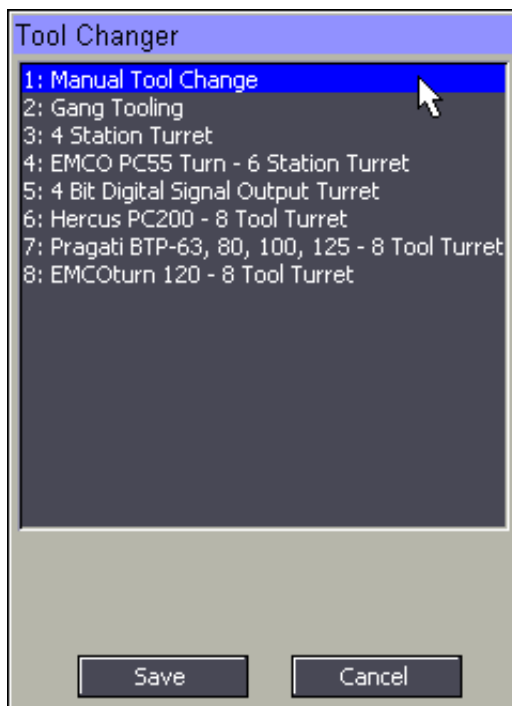 Tool Changer
1: Manual Tool Change
2: Gang Tooling
3: 4 Station Turret
4: EMCO PC55 Turn - 6 Station Turret
5: 4 Bit Digital Signal Output Turret
6: Hercus PC200 - 8 Tool Turret
7: Pragati BTP-63, 80, 100, 125 - 8 Tool Turret
8: EMCOturn 120 - 8 Tool Turret
Save
Cancel